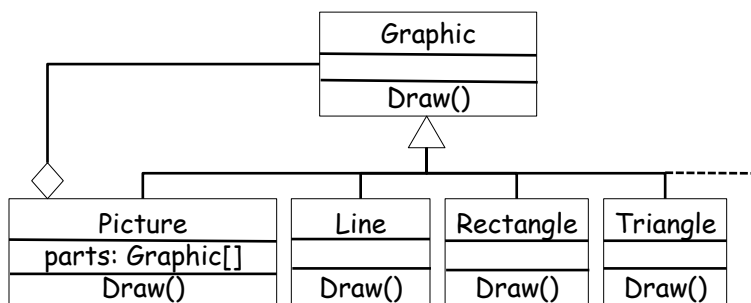 Graphic
Draw()
Picture
parts: Graphic[]
Draw()
Line
Draw()
Rectangle
Draw()
Triangle
Draw()